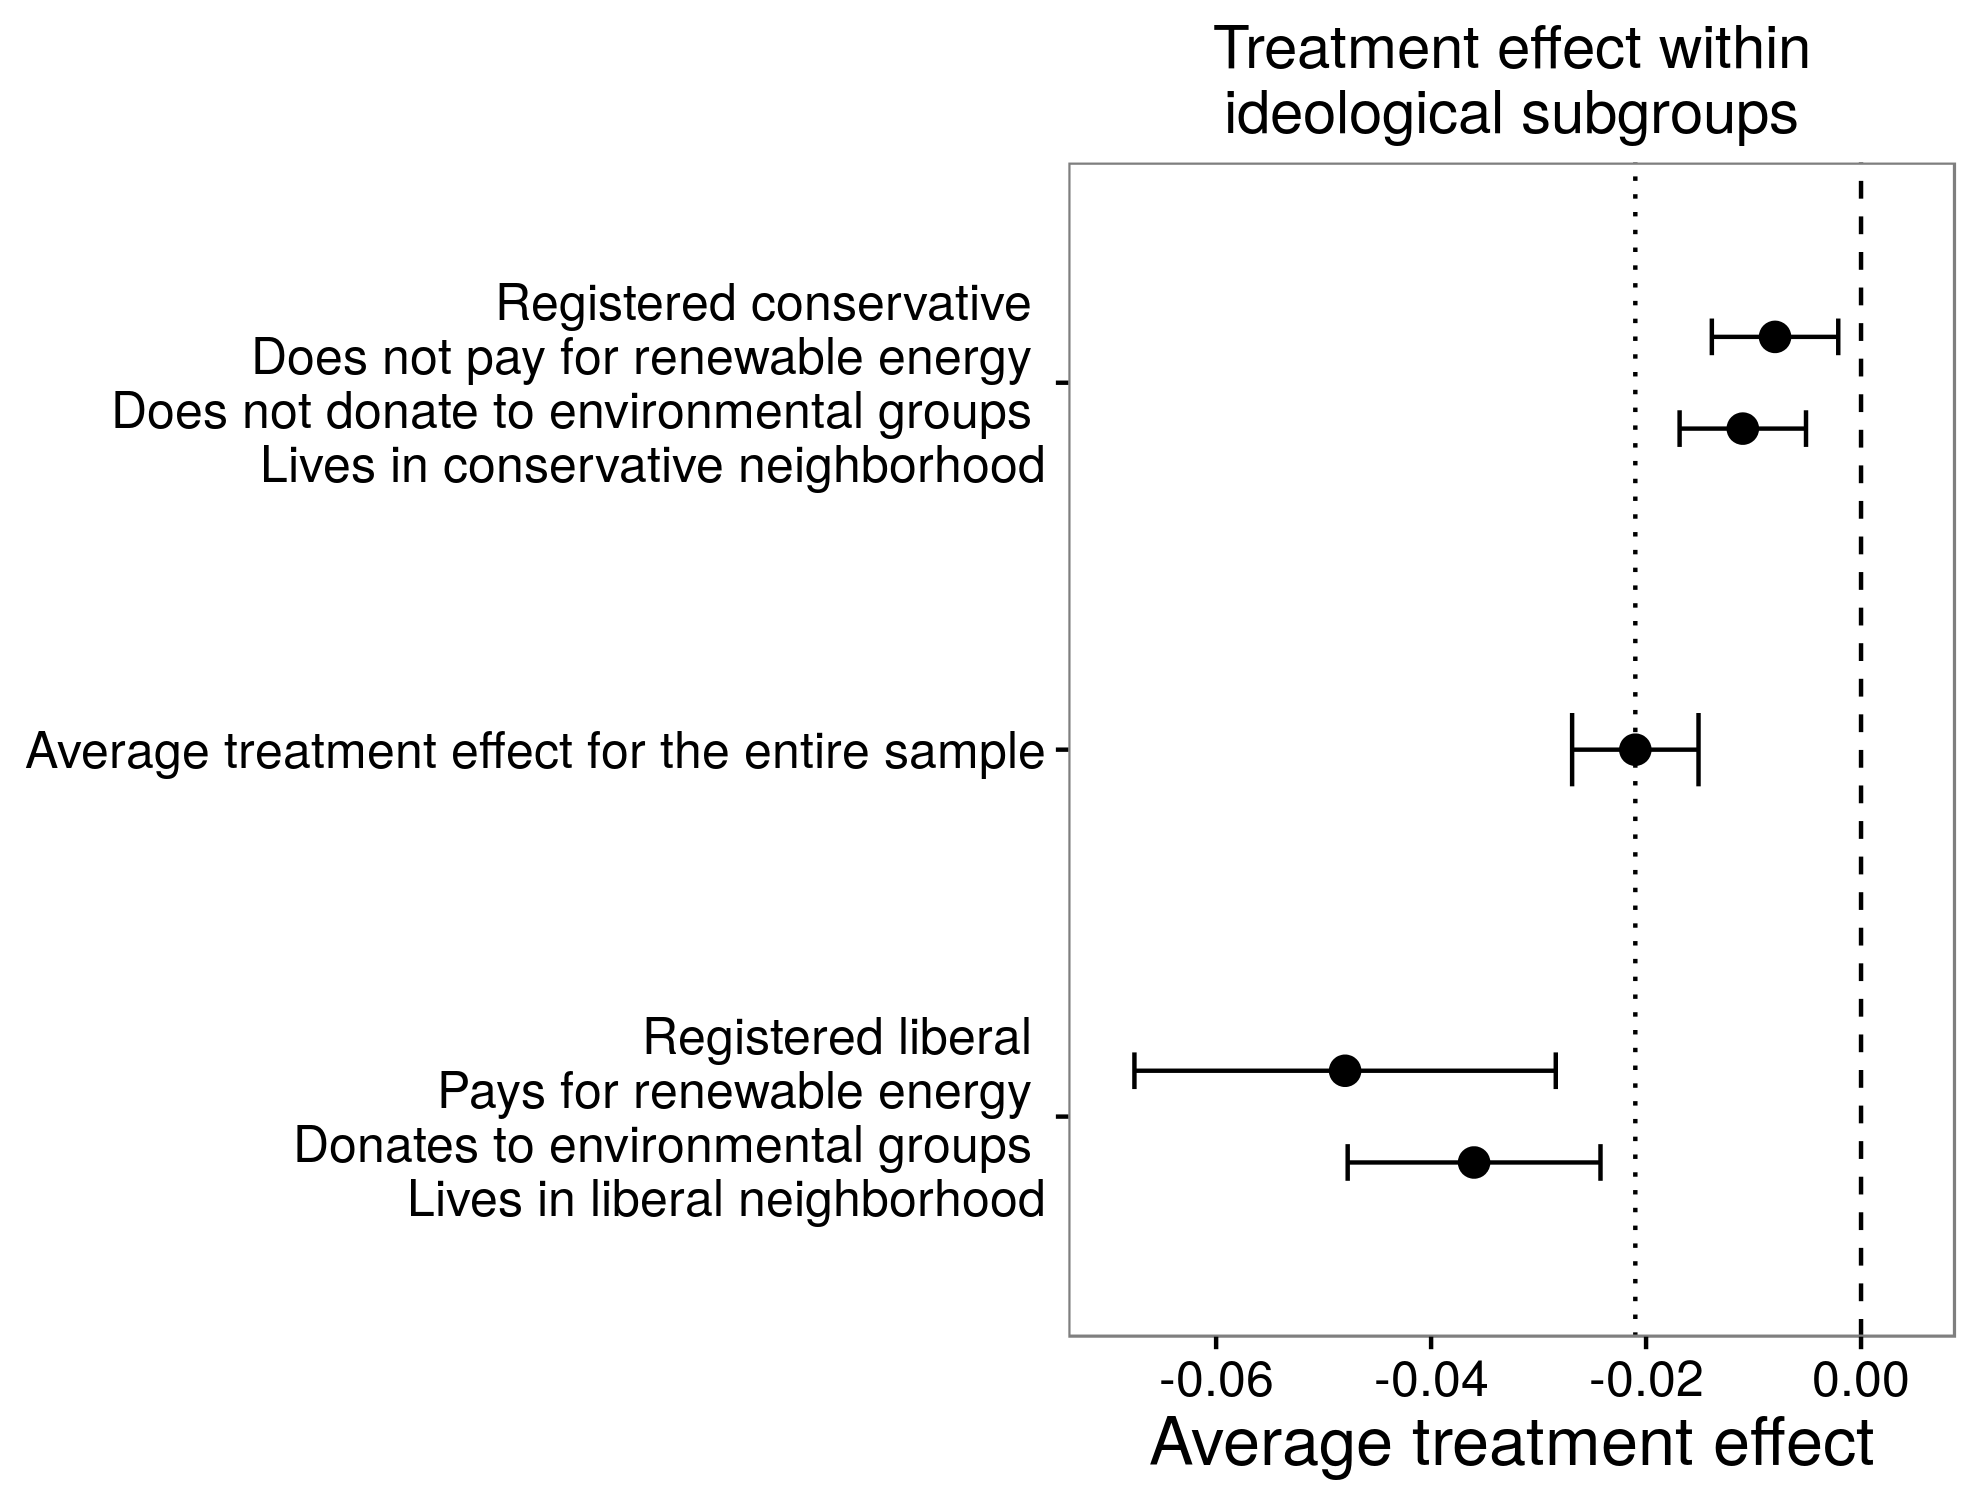 Treatment effect within
ideological subgroups
Registered conservative
Does not pay for renewable energy
Does not donate to environmental groups
Lives in conservative neighborhood
Average treatment effect for the entire sample
Registered liberal
Pays for renewable energy
Donates to environmental groups
Lives in liberal neighborhood
-0.06 -0.04 -0.02 0.00
Average treatment effect